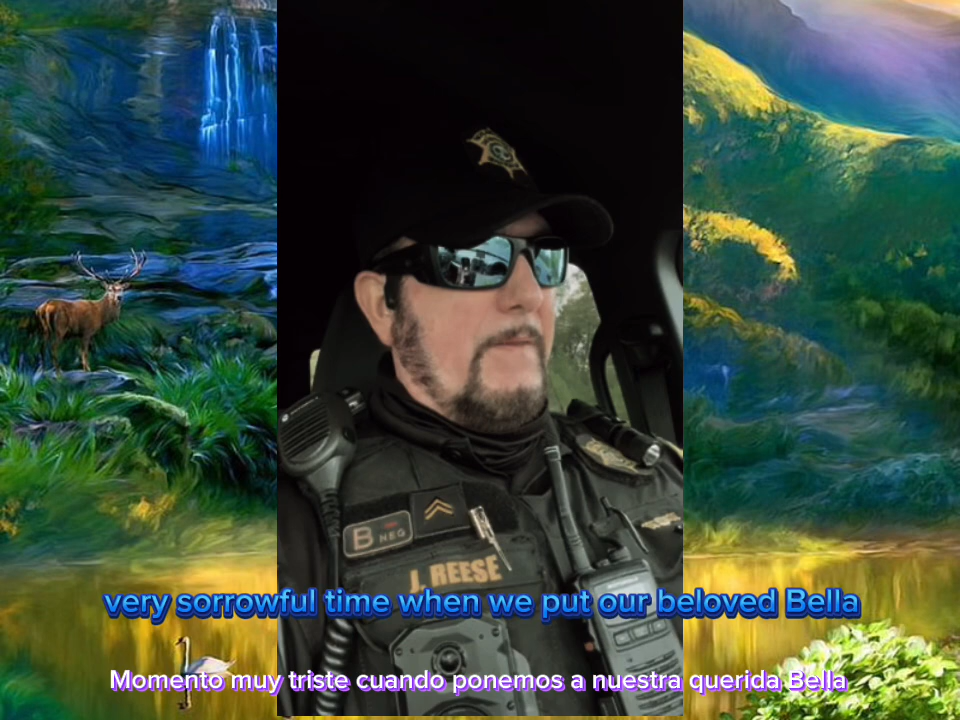 B NEG
J. REESE
very sorrowful time when we put our beloved Bella
Momento muy triste cuando ponemos a nuestra querida Bella